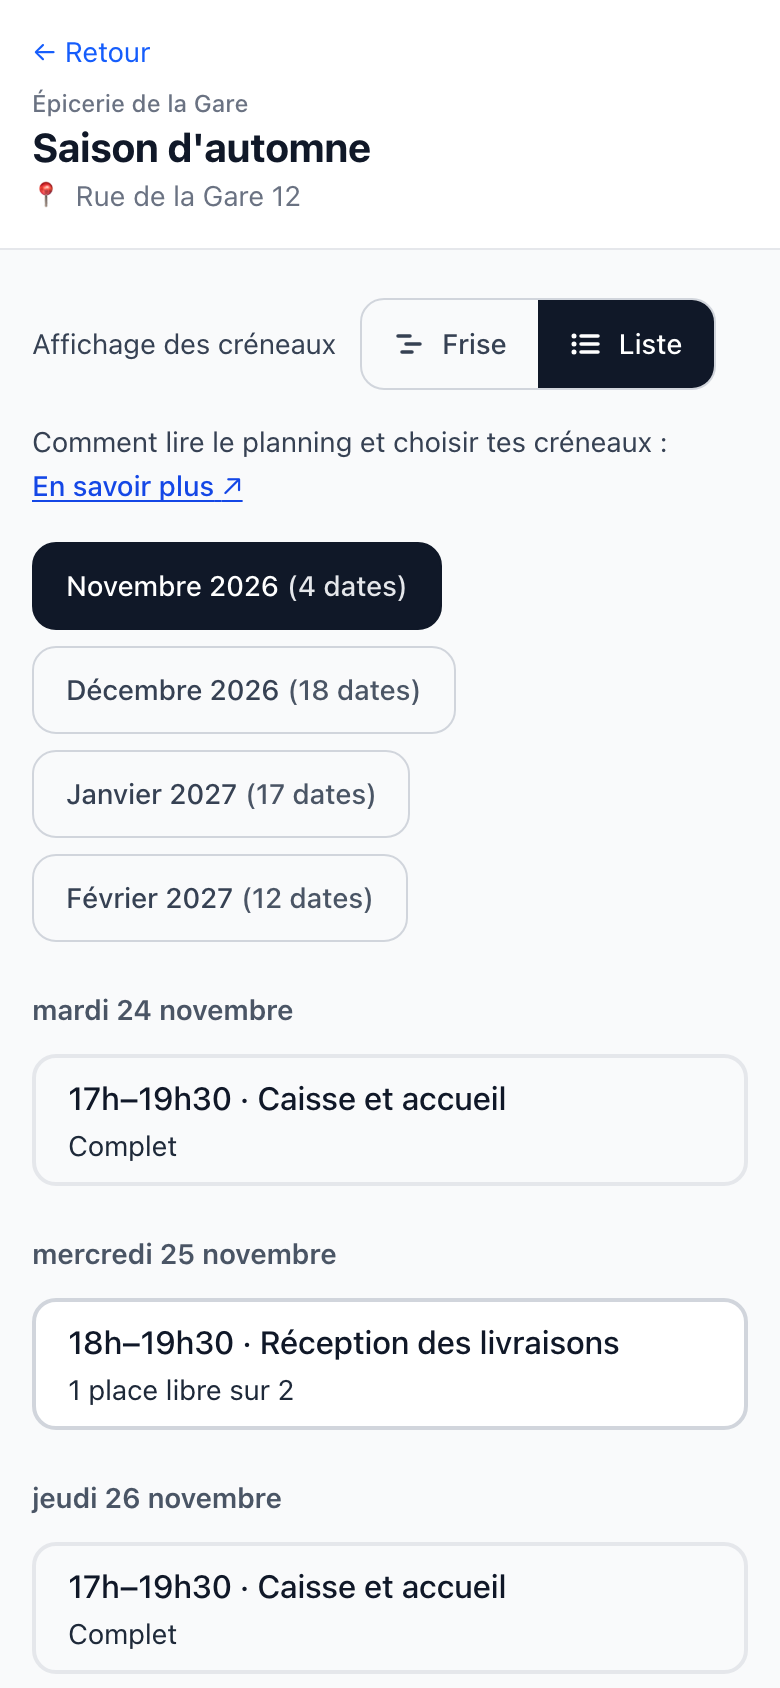 ← Retour
Épicerie de la Gare
Saison d'automne
📍 Rue de la Gare 12
Affichage des créneaux
Frise
Liste
Comment lire le planning et choisir tes créneaux :
En savoir plus ↗
Novembre 2026 (4 dates)
Décembre 2026 (18 dates)
Janvier 2027 (17 dates)
Février 2027 (12 dates)
mardi 24 novembre
17h–19h30 · Caisse et accueil
Complet
mercredi 25 novembre
18h–19h30 · Réception des livraisons
1 place libre sur 2
jeudi 26 novembre
17h–19h30 · Caisse et accueil
Complet